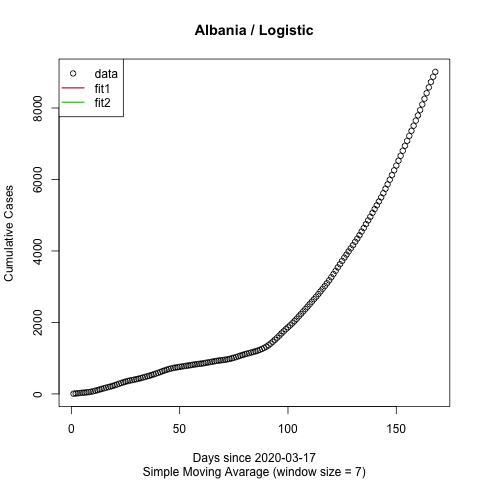 Albania / Logistic
data
fit1
fit2
Cumulative Cases
8000
6000
4000
2000
0
0 50 100 150
Days since 2020-03-17
Simple Moving Avarage (window size = 7)